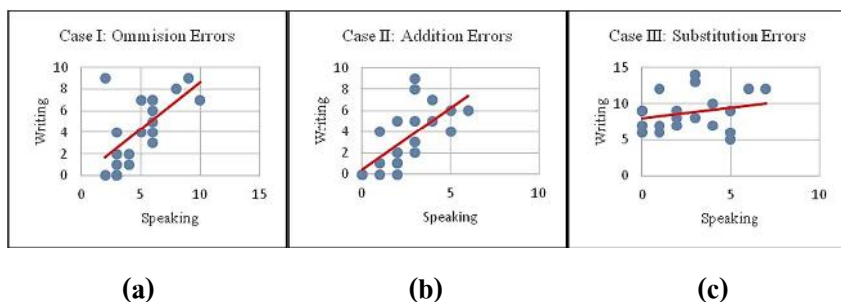 Case I: Ommision Errors
Writing
10
8
6
4
2
0
0
5
10
15
Speaking
Case II: Addition Errors
Writing
10
8
6
4
2
0
0
5
10
Speaking
Case III: Substitution Errors
Writing
15
10
5
0
0
5
10
Speaking
(a)
(b)
(c)